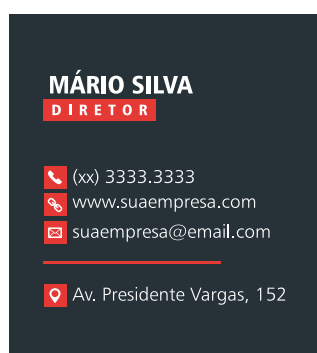 MÁRIO SILVA
DIRETOR
(xx) 3333.3333
www.suaempresa.com
suaempresa@email.com
Av. Presidente Vargas, 152